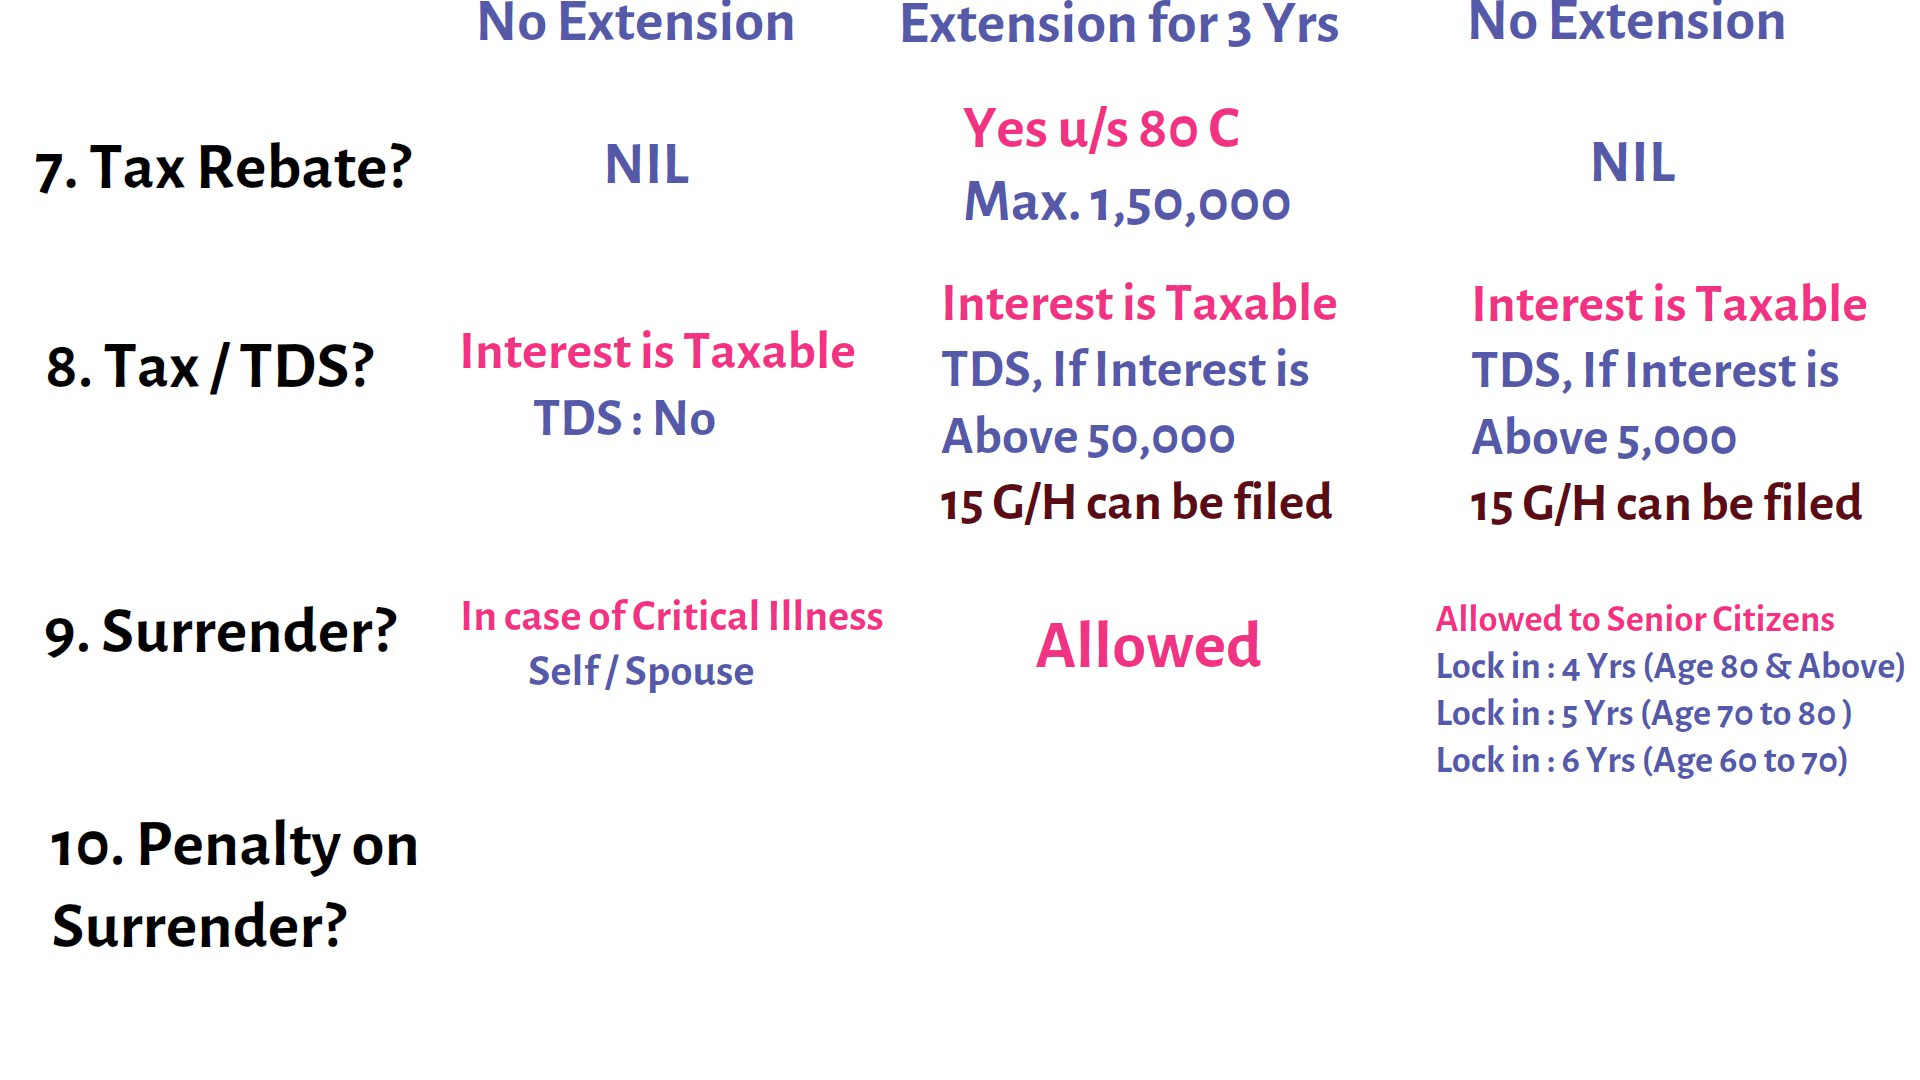 No Extension
Extension for 3 Yrs
No Extension
7. Tax Rebate?
NIL
Yes u/s 80 C
Max. 1,50,000
NIL
8. Tax / TDS?
Interest is Taxable
TDS : No
Interest is Taxable
TDS, If Interest is
Above 50,000
15 G/H can be filed
Interest is Taxable
TDS, If Interest is
Above 5,000
15 G/H can be filed
9. Surrender?
In case of Critical Illness
Self / Spouse
Allowed
Allowed to Senior Citizens
Lock in : 4 Yrs (Age 80 & Above)
Lock in : 5 Yrs (Age 70 to 80 )
Lock in : 6 Yrs (Age 60 to 70)
10. Penalty on
Surrender?